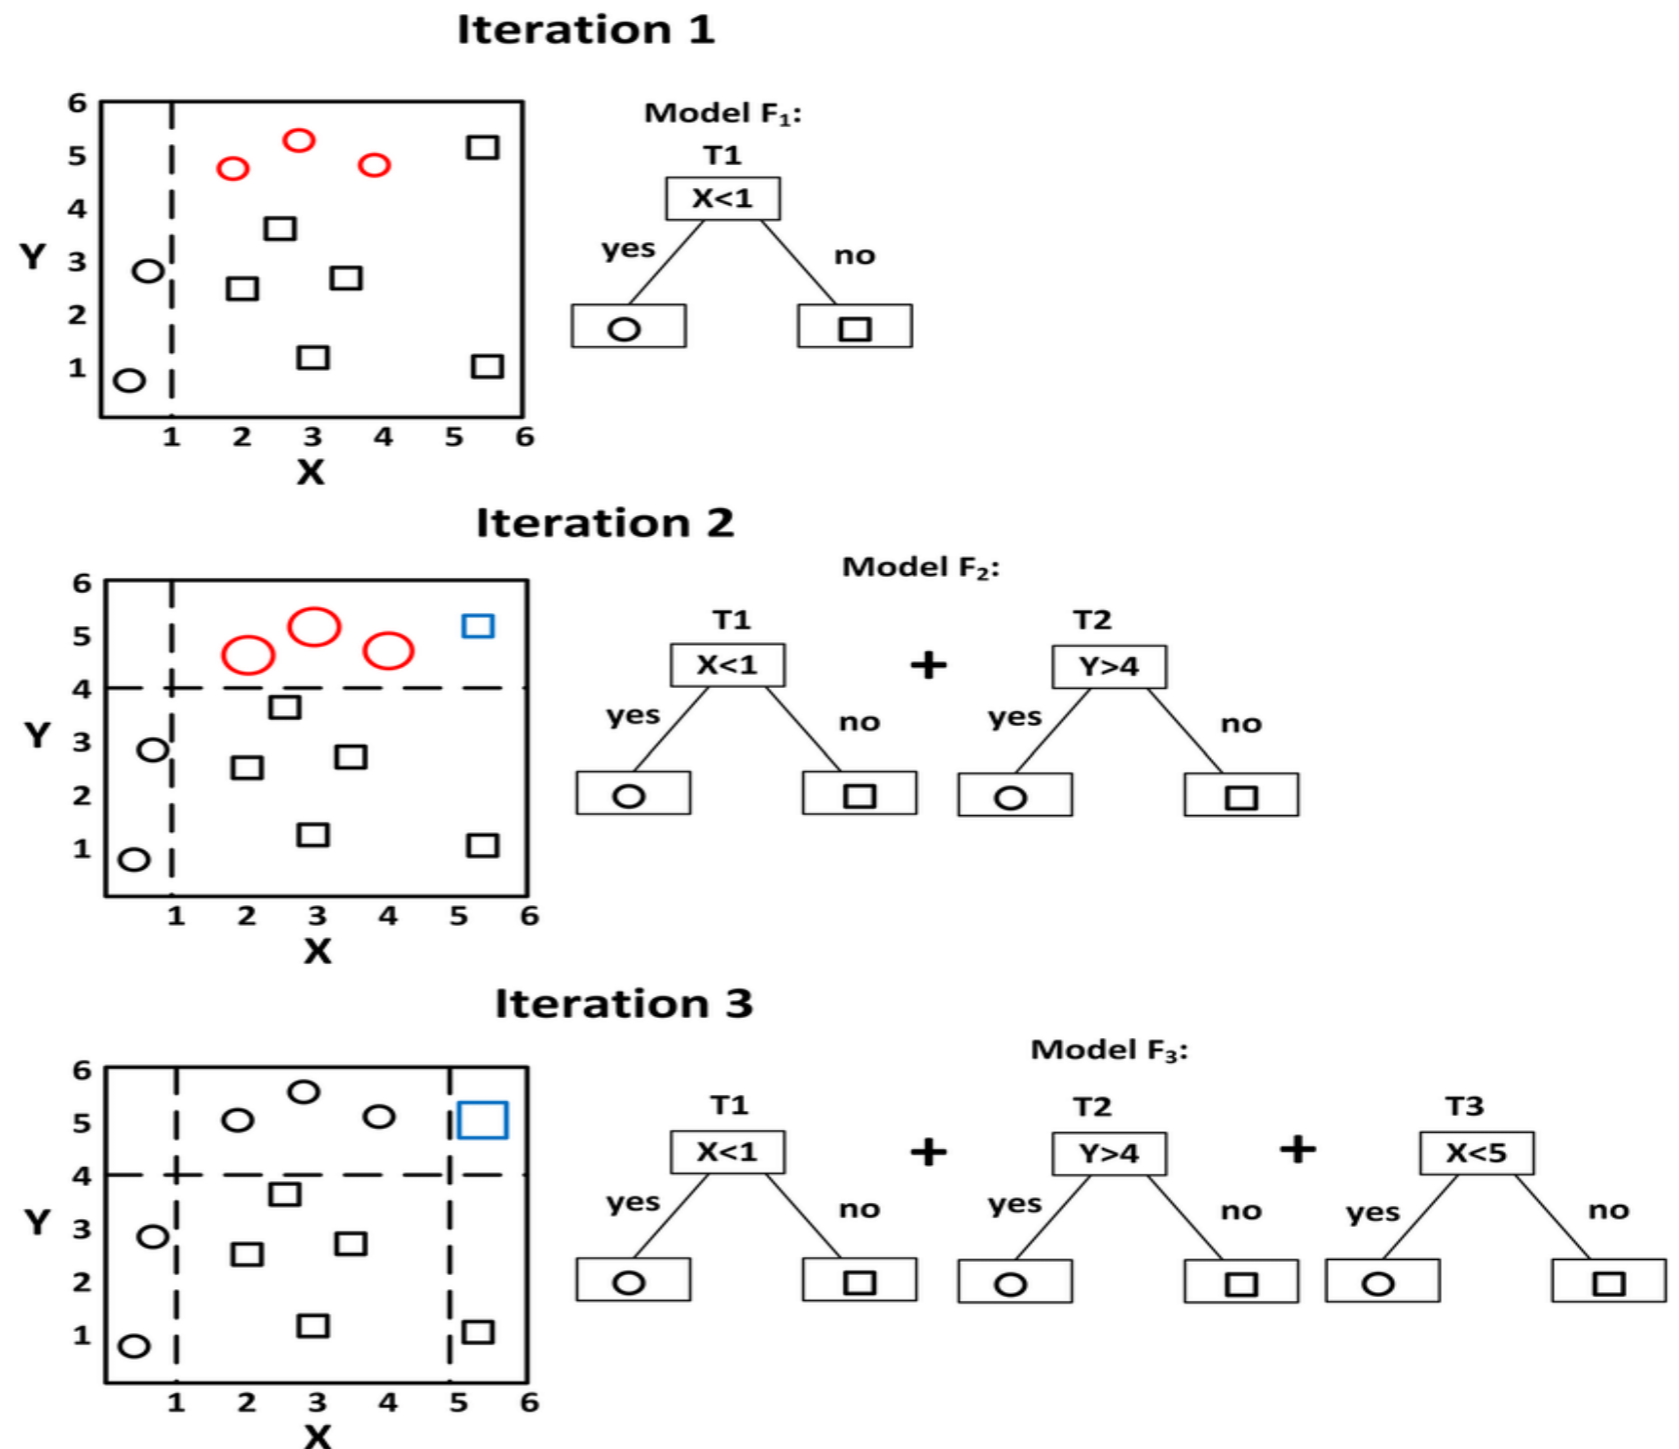 Iteration 1
Model F₁:
T1
X<1
yes
no
6
5
4
Y 3
2
1
1 2 3 4 5 6
X
Iteration 2
Model F₂:
T1
X<1
yes
no
+
T2
Y>4
yes
no
6
5
4
Y 3
2
1
1 2 3 4 5 6
X
Iteration 3
Model F₃:
T1
X<1
yes
no
+
T2
Y>4
yes
no
+
T3
X<5
yes
no
6
5
4
Y 3
2
1
1 2 3 4 5 6
X